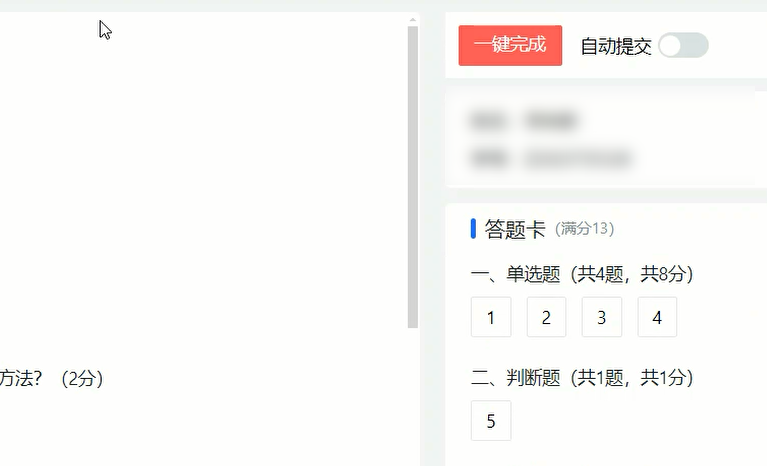 一键完成 自动提交
答题卡 (满分13)
一、单选题（共4题，共8分）
1 2 3 4
方法？（2分）
二、判断题（共1题，共1分）
5